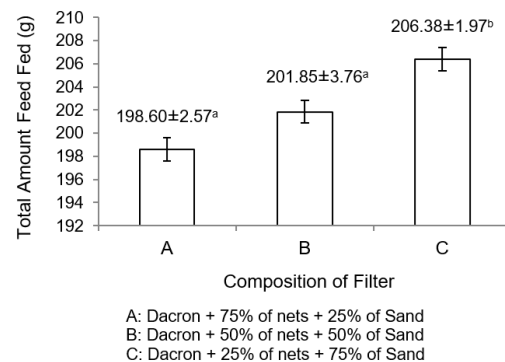 Total Amount Feed Fed (g)
210
208
206
204
202
200
198
196
194
192
198.60±2.57ᵃ
201.85±3.76ᵃ
206.38±1.97ᵇ
A
B
C
Composition of Filter
A: Dacron + 75% of nets + 25% of Sand
B: Dacron + 50% of nets + 50% of Sand
C: Dacron + 25% of nets + 75% of Sand